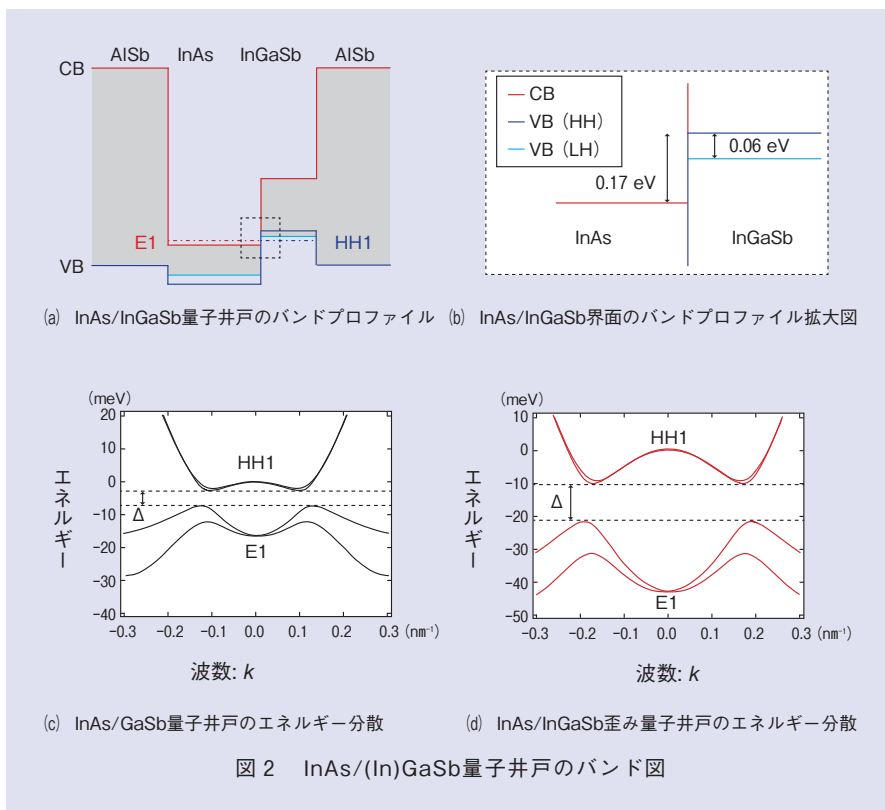 AlSb InAs InGaSb AlSb
CB
E1
HH1
VB
CB
VB（HH）
VB（LH）
0.17 eV
0.06 eV
InAs
InGaSb
(a) InAs/InGaSb量子井戸のバンドプロファイル
(b) InAs/InGaSb界面のバンドプロファイル拡大図
(meV)
20
10
0
−10
−20
−30
−40
エネルギー
HH1
Δ
E1
−0.3 −0.2 −0.1 0.0 0.1 0.2 0.3 (nm⁻¹)
波数: k
(c) InAs/GaSb量子井戸のエネルギー分散
(meV)
10
0
−10
−20
−30
−40
−50
エネルギー
HH1
Δ
E1
−0.3 −0.2 −0.1 0.0 0.1 0.2 0.3 (nm⁻¹)
波数: k
(d) InAs/InGaSb歪み量子井戸のエネルギー分散
図 2 InAs/(In)GaSb量子井戸のバンド図